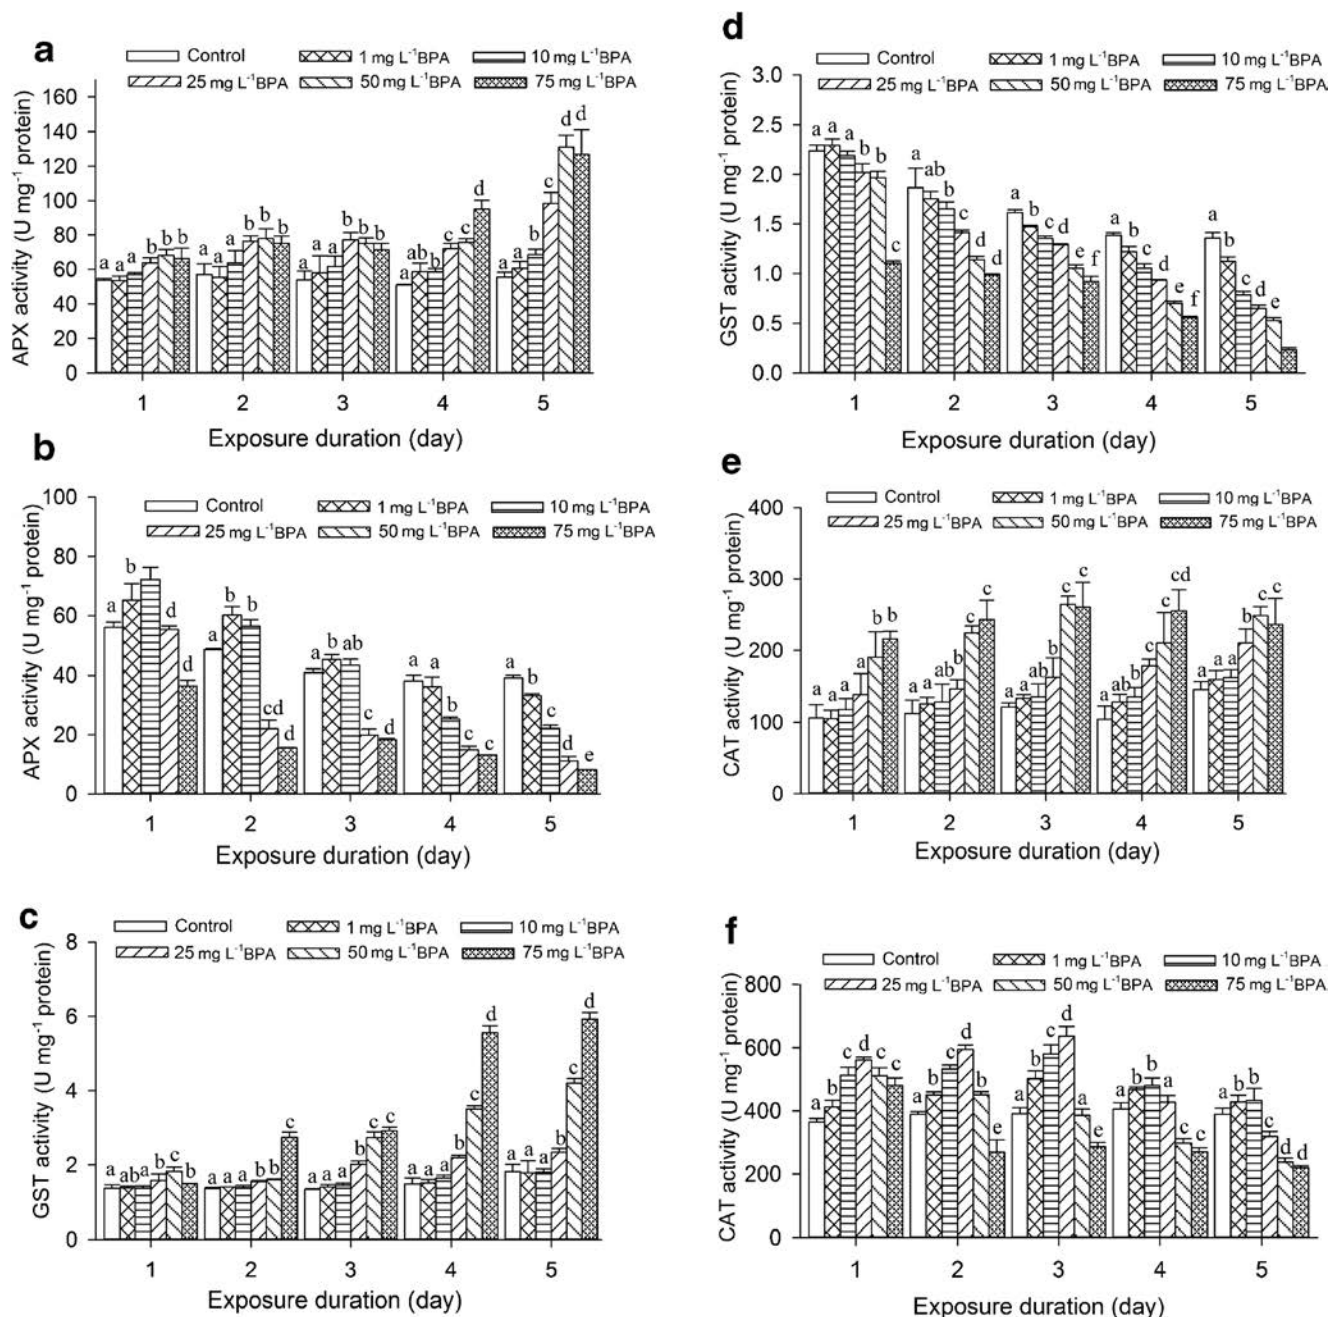 a
Control 1 mg L⁻¹BPA 10 mg L⁻¹BPA
25 mg L⁻¹BPA 50 mg L⁻¹BPA 75 mg L⁻¹BPA
APX activity (U mg⁻¹ protein)
160
140
120
100
80
60
40
20
0
a a a b b b
a a a b b b
a a a b b b
a ab b c c d
a a b c d d
1 2 3 4 5
Exposure duration (day)
b
Control 1 mg L⁻¹BPA 10 mg L⁻¹BPA
25 mg L⁻¹BPA 50 mg L⁻¹BPA 75 mg L⁻¹BPA
APX activity (U mg⁻¹ protein)
100
80
60
40
20
0
a b d d
a b b cd d
a b ab c d
a a b c c
a b c d e
1 2 3 4 5
Exposure duration (day)
c
Control 1 mg L⁻¹BPA 10 mg L⁻¹BPA
25 mg L⁻¹BPA 50 mg L⁻¹BPA 75 mg L⁻¹BPA
GST activity (U mg⁻¹ protein)
8
6
4
2
0
a ab a b c b
a a a b b c
a a a b c c
a a a b c d
a a a b c d
1 2 3 4 5
Exposure duration (day)
d
Control 1 mg L⁻¹BPA 10 mg L⁻¹BPA
25 mg L⁻¹BPA 50 mg L⁻¹BPA 75 mg L⁻¹BPA
GST activity (U mg⁻¹ protein)
3.0
2.5
2.0
1.5
1.0
0.5
0.0
a a a b b c
a ab b c d d
a b c d e f
a b c d e f
a b c d e
1 2 3 4 5
Exposure duration (day)
e
Control 1 mg L⁻¹BPA 10 mg L⁻¹BPA
25 mg L⁻¹BPA 50 mg L⁻¹BPA 75 mg L⁻¹BPA
CAT activity (U mg⁻¹ protein)
400
300
200
100
0
a a a a b b
a a ab b c c
a a ab b c c
a a b c c cd
a a a b c c
1 2 3 4 5
Exposure duration (day)
f
Control 1 mg L⁻¹BPA 10 mg L⁻¹BPA
25 mg L⁻¹BPA 50 mg L⁻¹BPA 75 mg L⁻¹BPA
CAT activity (U mg⁻¹ protein)
800
600
400
200
0
a b c d c c
a b c d b e
a b c d a e
a b b a c c
a b b c d d
1 2 3 4 5
Exposure duration (day)